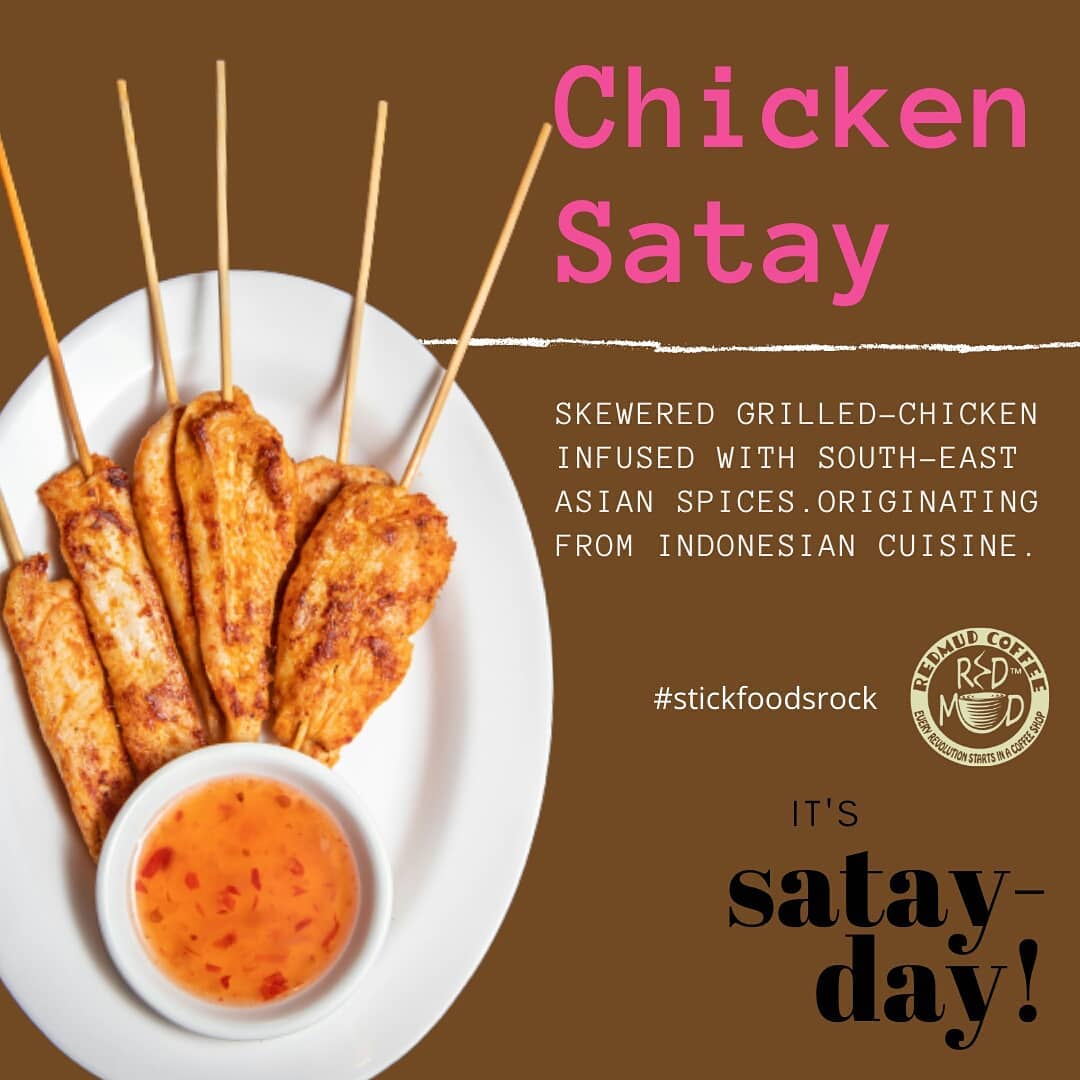 Chicken
Satay
SKEWERED GRILLED-CHICKEN
INFUSED WITH SOUTH-EAST
ASIAN SPICES.ORIGINATING
FROM INDONESIAN CUISINE.
#stickfoodsrock
REDMUD COFFEE
RED™
MUD
EVERY REVOLUTION STARTS IN A COFFEE SHOP
IT'S
satay-
day!